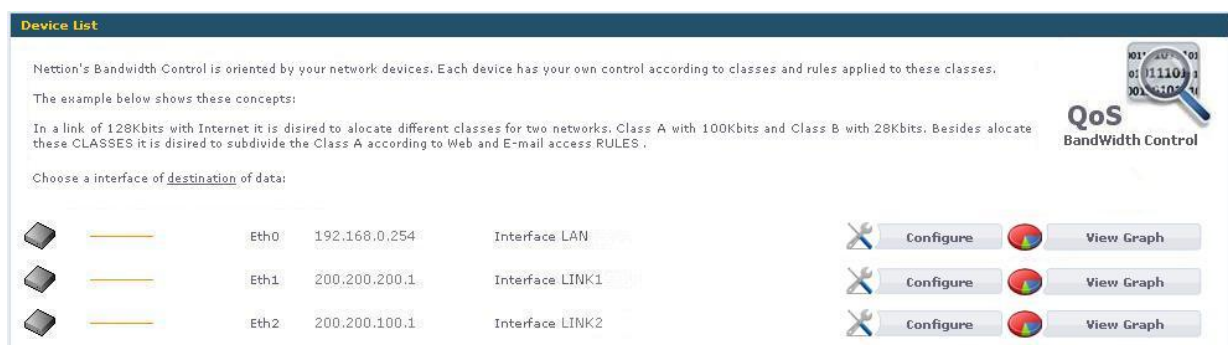 Device List
Nettion's Bandwidth Control is oriented by your network devices. Each device has your own control according to classes and rules applied to these classes.
The example below shows these concepts:
In a link of 128Kbits with Internet it is disired to alocate different classes for two networks. Class A with 100Kbits and Class B with 28Kbits. Besides alocate
these CLASSES it is disired to subdivide the Class A according to Web and E-mail access RULES .
Choose a interface of destination of data:
QoS
BandWidth Control
Eth0 192.168.0.254 Interface LAN Configure View Graph
Eth1 200.200.200.1 Interface LINK1 Configure View Graph
Eth2 200.200.100.1 Interface LINK2 Configure View Graph